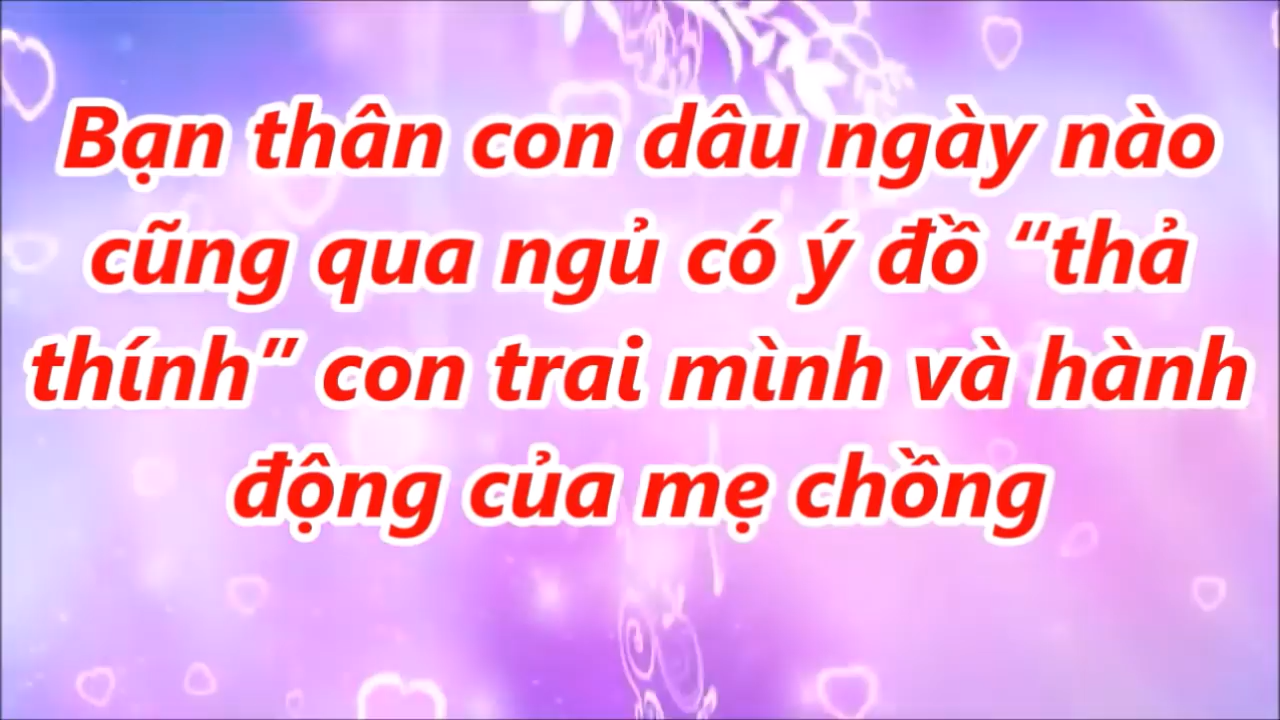 Bạn thân con dâu ngày nào
cũng qua ngủ có ý đồ “thả
thính” con trai mình và hành
động của mẹ chồng